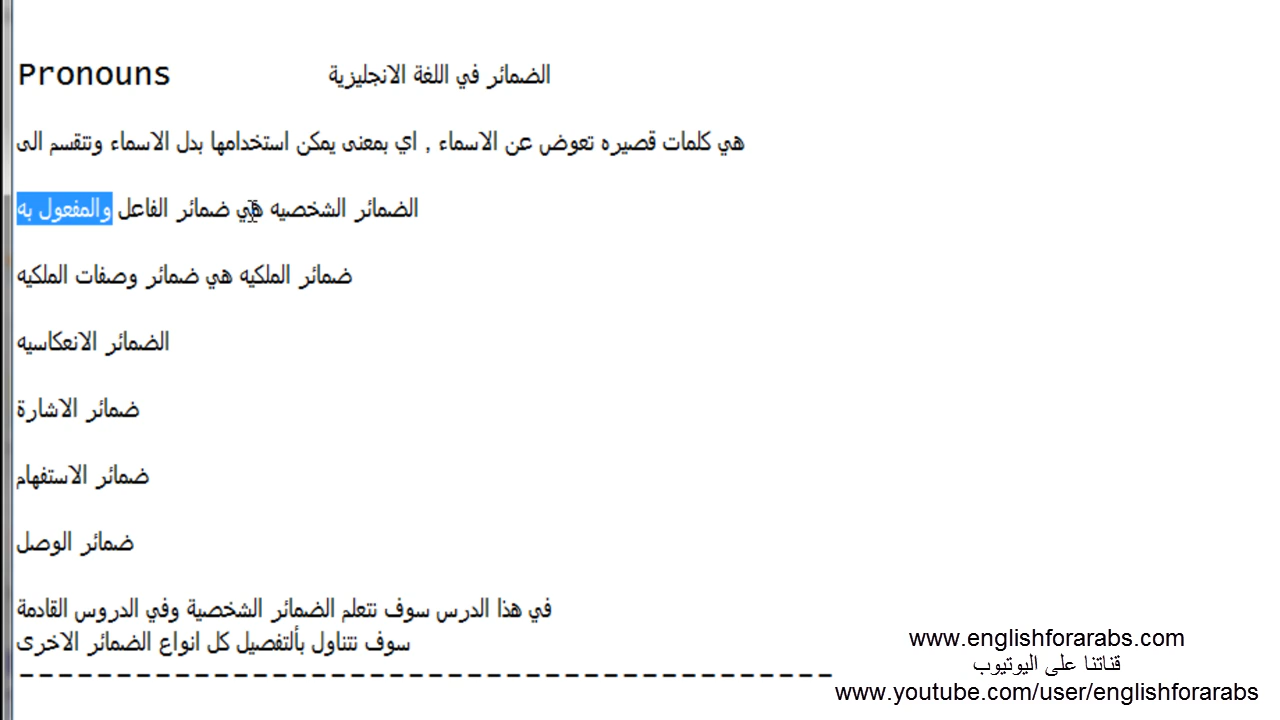 Pronouns الضمائر في اللغة الانجليزية
هي كلمات قصيره تعوض عن الاسماء , اي بمعنى يمكن استخدامها بدل الاسماء وتتقسم الى
الضمائر الشخصيه هي ضمائر الفاعل والمفعول به
ضمائر الملكيه هي ضمائر وصفات الملكيه
الضمائر الانعكاسيه
ضمائر الاشارة
ضمائر الاستفهام
ضمائر الوصل
في هذا الدرس سوف نتعلم الضمائر الشخصية وفي الدروس القادمة
سوف نتناول بألتفصيل كل انواع الضمائر الاخرى
------------------------------------------
www.englishforarabs.com
قناتنا على اليوتيوب
www.youtube.com/user/englishforarabs